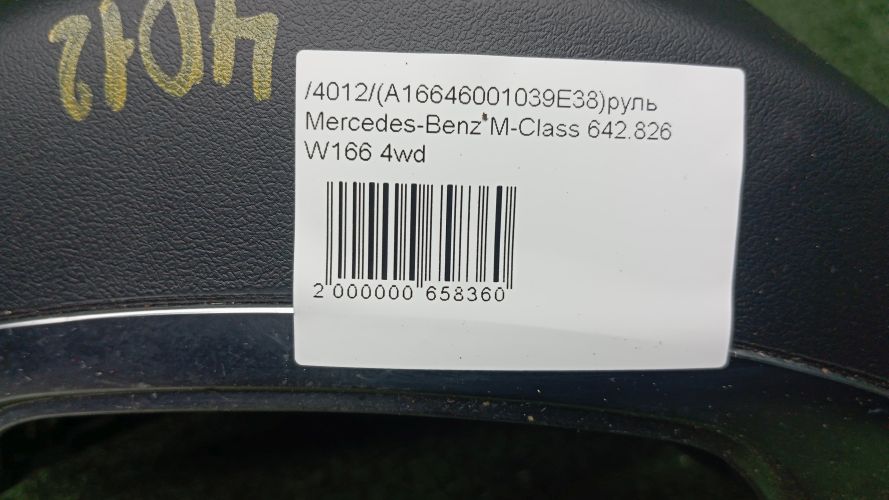 4012
/4012/(A16646001039E38)руль
Mercedes-Benz M-Class 642.826
W166 4wd
2 000000 658360